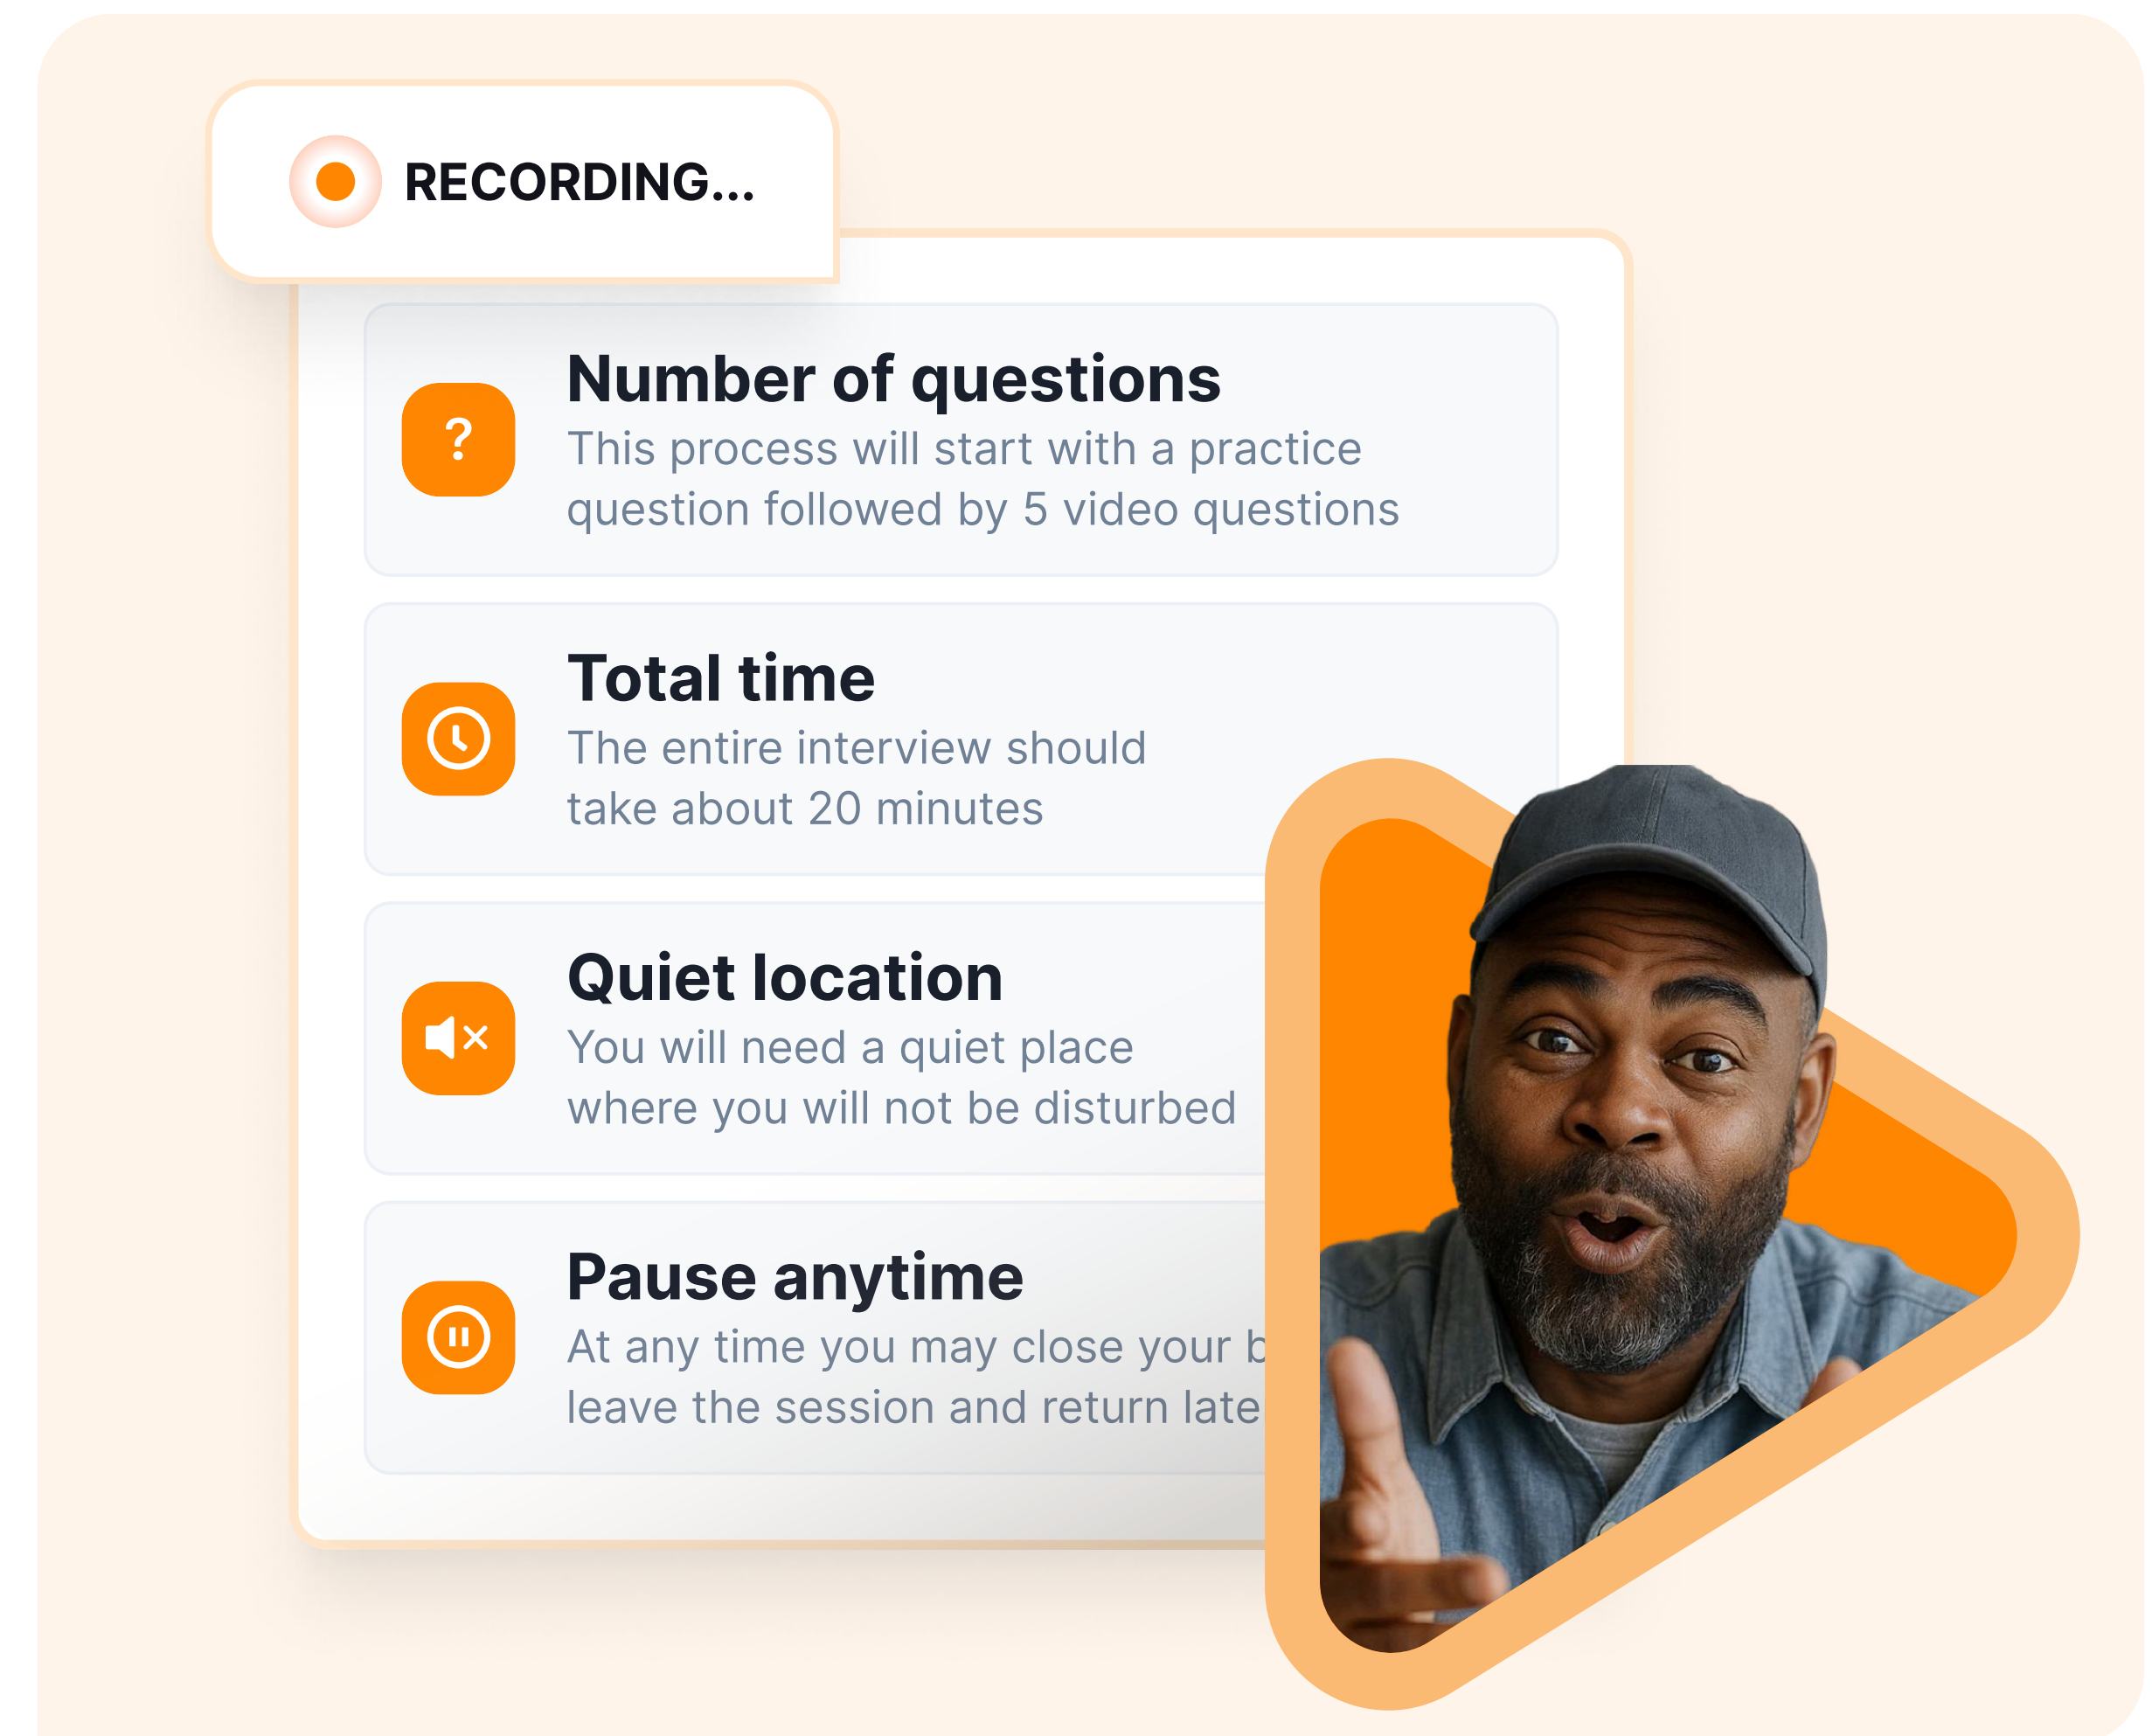 RECORDING...
Number of questions
This process will start with a practice
question followed by 5 video questions
Total time
The entire interview should
take about 20 minutes
Quiet location
You will need a quiet place
where you will not be disturbed
Pause anytime
At any time you may close your
leave the session and return